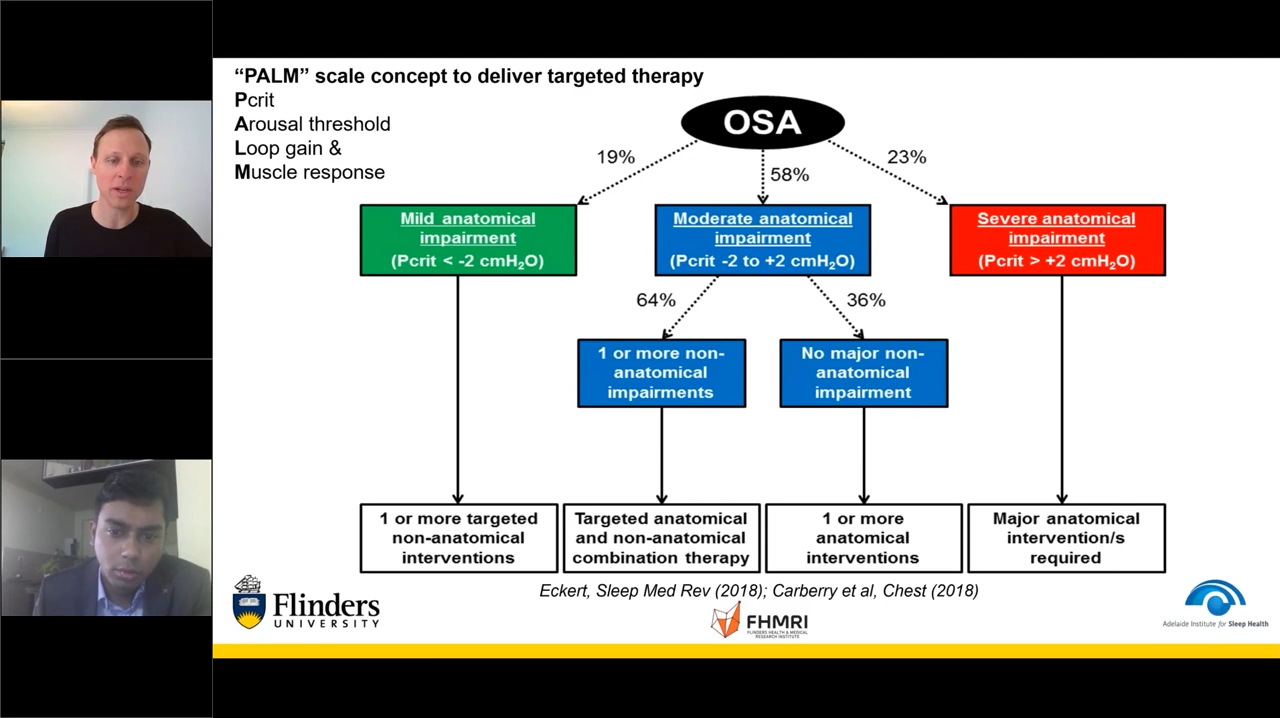 “PALM” scale concept to deliver targeted therapy
Pcrit
Arousal threshold
Loop gain &
Muscle response
OSA
19%
58%
23%
Mild anatomical
impairment
(Pcrit < -2 cmH₂O)
Moderate anatomical
impairment
(Pcrit -2 to +2 cmH₂O)
Severe anatomical
impairment
(Pcrit > +2 cmH₂O)
64%
36%
1 or more non-
anatomical
impairments
No major non-
anatomical
impairment
1 or more targeted
non-anatomical
interventions
Targeted anatomical
and non-anatomical
combination therapy
1 or more
anatomical
interventions
Major anatomical
intervention/s
required
Eckert, Sleep Med Rev (2018); Carberry et al, Chest (2018)
Flinders
UNIVERSITY
FHMRI
FLINDERS HEALTH & MEDICAL
RESEARCH INSTITUTE
Adelaide Institute for Sleep Health